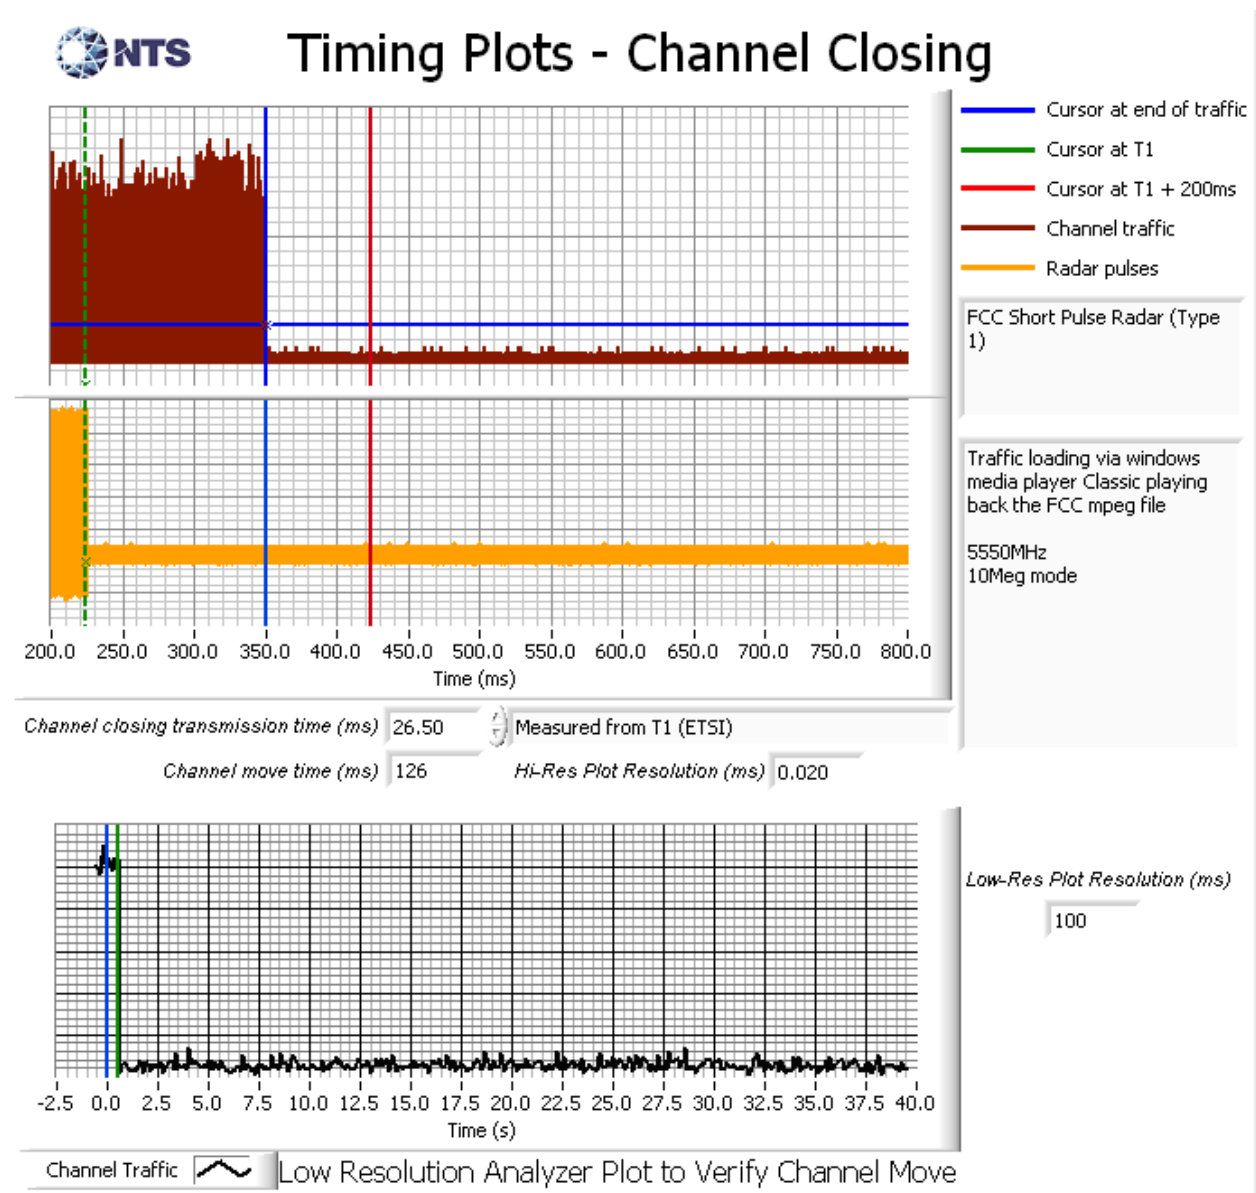 NTS
Timing Plots - Channel Closing
Cursor at end of traffic
Cursor at T1
Cursor at T1 + 200ms
Channel traffic
Radar pulses
FCC Short Pulse Radar (Type
1)
Traffic loading via windows
media player Classic playing
back the FCC mpeg file
5550MHz
10Meg mode
200.0 250.0 300.0 350.0 400.0 450.0 500.0 550.0 600.0 650.0 700.0 750.0 800.0
Time (ms)
Channel closing transmission time (ms) 26.50 Measured from T1 (ETSI)
Channel move time (ms) 126 Hi-Res Plot Resolution (ms) 0.020
Low-Res Plot Resolution (ms)
100
-2.5 0.0 2.5 5.0 7.5 10.0 12.5 15.0 17.5 20.0 22.5 25.0 27.5 30.0 32.5 35.0 37.5 40.0
Time (s)
Channel Traffic Low Resolution Analyzer Plot to Verify Channel Move